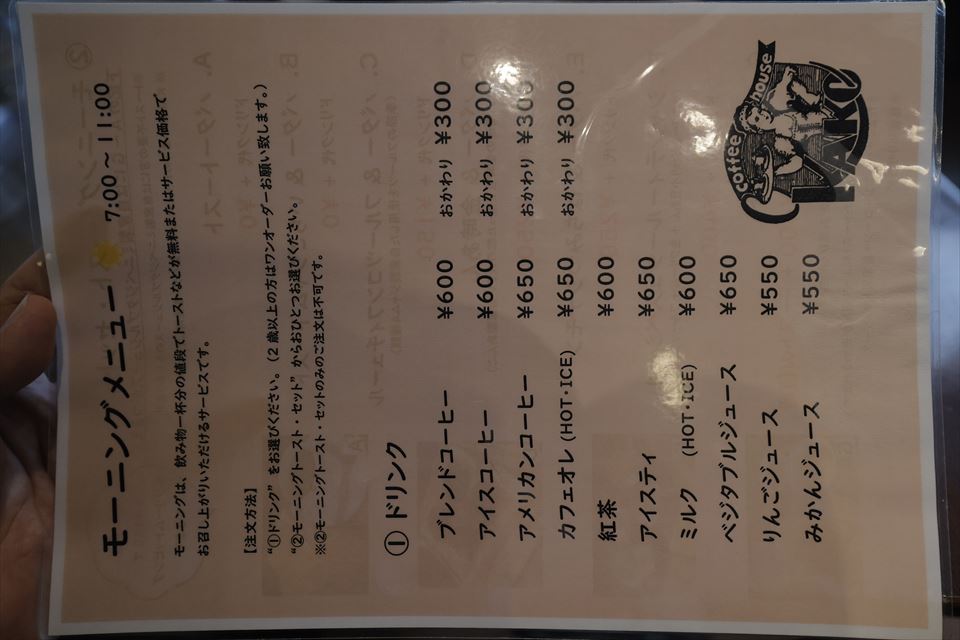 モーニングメニュー 7:00～11:00
モーニングは、飲み物一杯分の値段でトーストなどが無料またはサービス価格で
お召し上がりいただけるサービスです。
【注文方法】
“①ドリンク”をお選びください。（2歳以上の方はワンオーダーお願い致します。）
“②モーニングトースト・セット”からおひとつお選びください。
※②モーニングトースト・セットのみのご注文は不可です。
① ドリンク
ブレンドコーヒー ¥600 おかわり ¥300
アイスコーヒー ¥600 おかわり ¥300
アメリカンコーヒー ¥650 おかわり ¥300
カフェオレ (HOT・ICE) ¥650 おかわり ¥300
紅茶 ¥600
アイスティ ¥650
ミルク (HOT・ICE) ¥600
ベジタブルジュース ¥650
りんごジュース ¥550
みかんジュース ¥550
coffee house